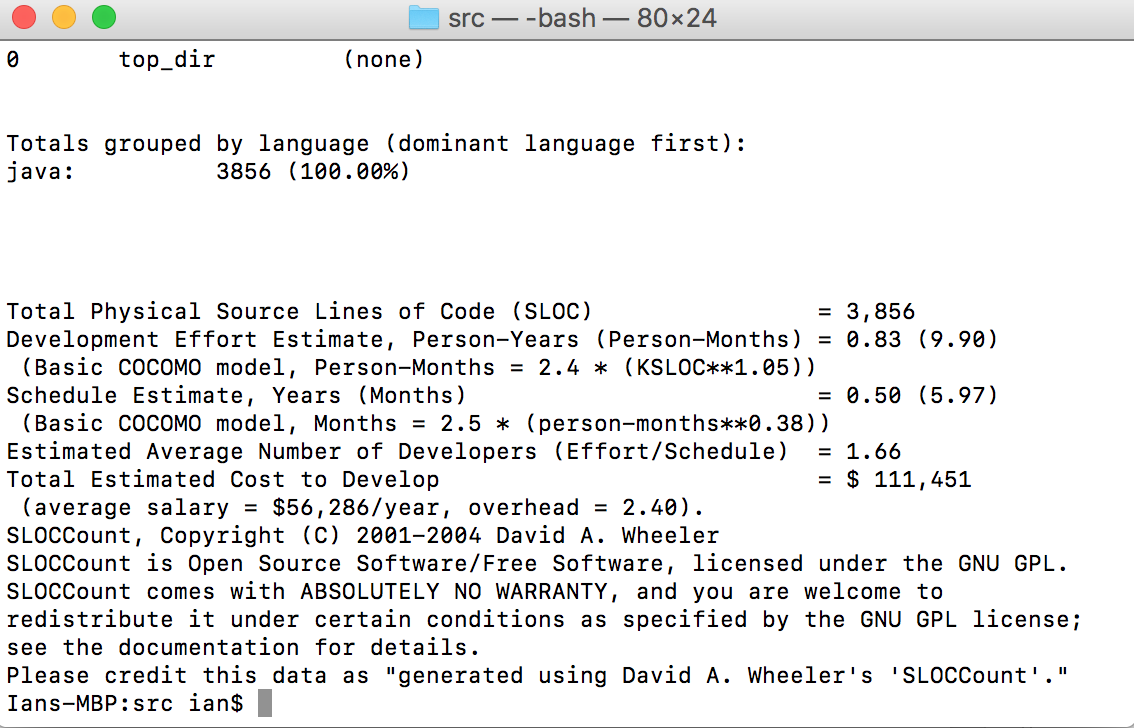 src — -bash — 80×24
0       top_dir         (none)
Totals grouped by language (dominant language first):
java:          3856 (100.00%)
Total Physical Source Lines of Code (SLOC)                = 3,856
Development Effort Estimate, Person-Years (Person-Months) = 0.83 (9.90)
 (Basic COCOMO model, Person-Months = 2.4 * (KSLOC**1.05))
Schedule Estimate, Years (Months)                         = 0.50 (5.97)
 (Basic COCOMO model, Months = 2.5 * (person-months**0.38))
Estimated Average Number of Developers (Effort/Schedule)  = 1.66
Total Estimated Cost to Develop                           = $ 111,451
 (average salary = $56,286/year, overhead = 2.40).
SLOCCount, Copyright (C) 2001-2004 David A. Wheeler
SLOCCount is Open Source Software/Free Software, licensed under the GNU GPL.
SLOCCount comes with ABSOLUTELY NO WARRANTY, and you are welcome to
redistribute it under certain conditions as specified by the GNU GPL license;
see the documentation for details.
Please credit this data as "generated using David A. Wheeler's 'SLOCCount'."
Ians-MBP:src ian$